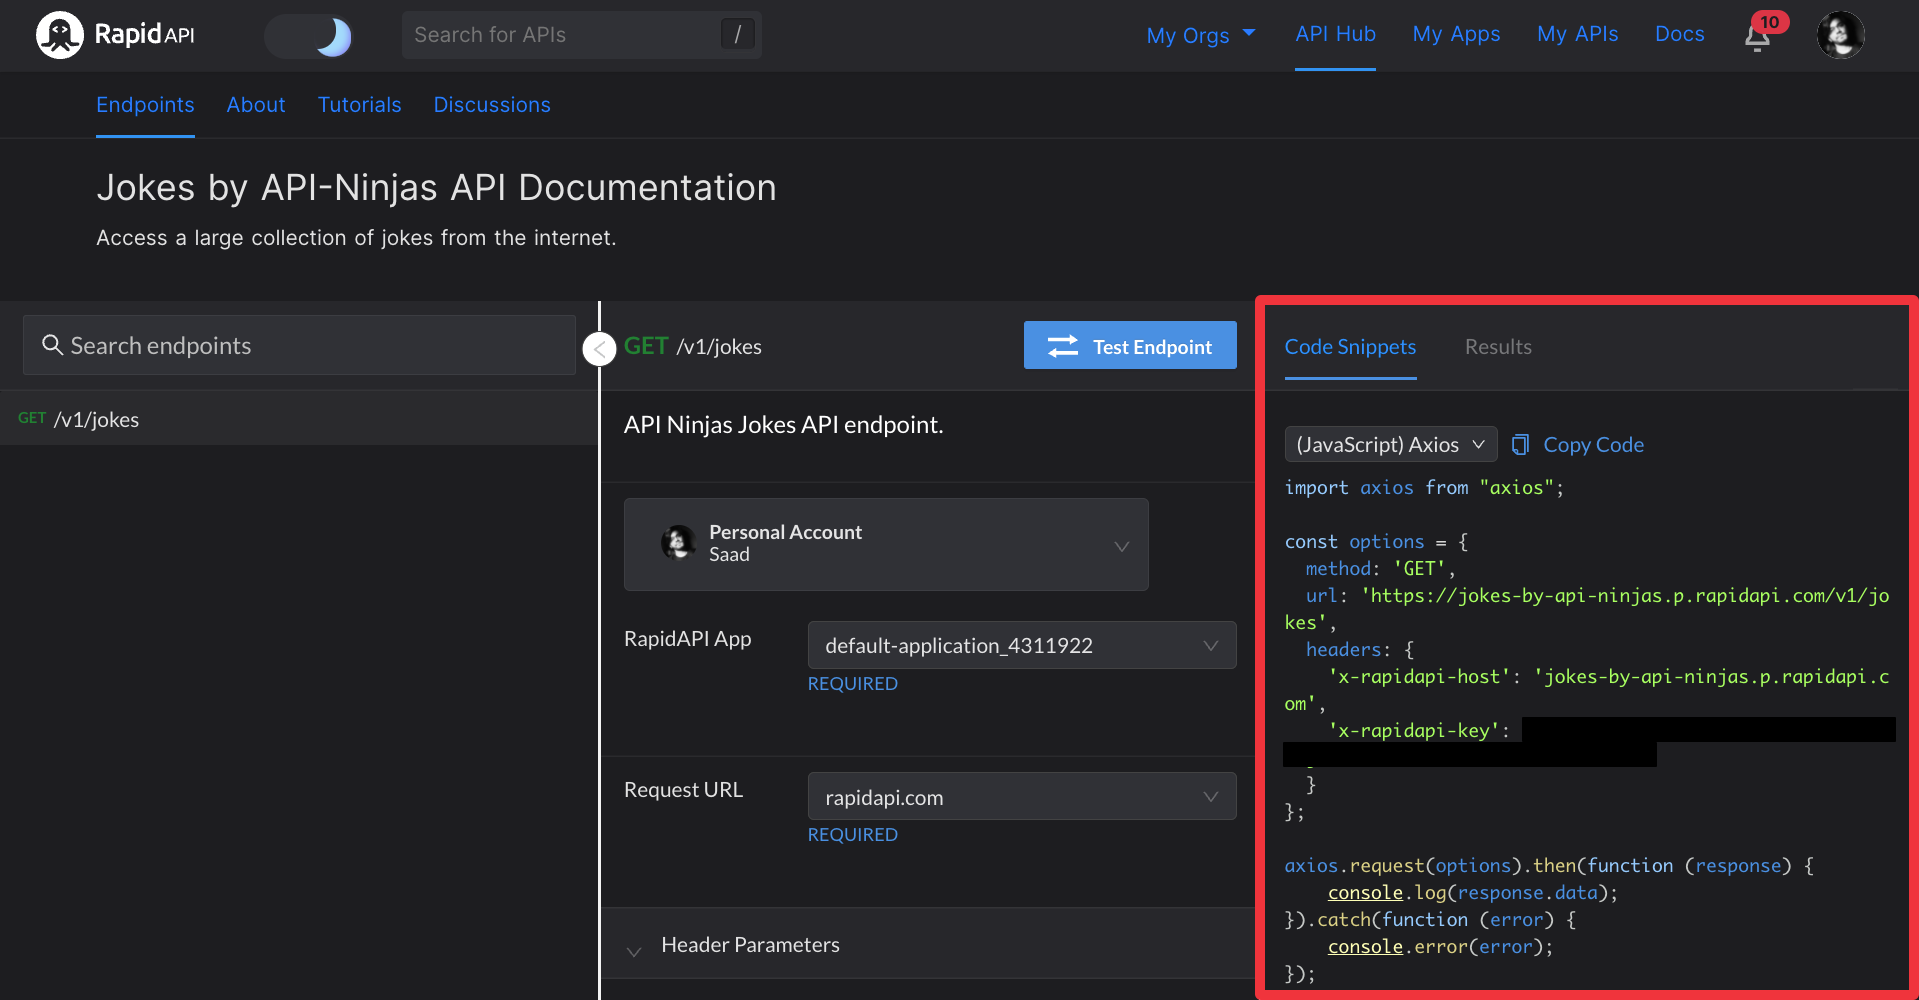 RapidAPI
Search for APIs
/
My Orgs
API Hub
My Apps
My APIs
Docs
10
Endpoints
About
Tutorials
Discussions
Jokes by API-Ninjas API Documentation
Access a large collection of jokes from the internet.
Search endpoints
GET /v1/jokes
GET /v1/jokes
Test Endpoint
API Ninjas Jokes API endpoint.
Personal Account
Saad
RapidAPI App
default-application_4311922
REQUIRED
Request URL
rapidapi.com
REQUIRED
Header Parameters
Code Snippets
Results
(JavaScript) Axios
Copy Code
import axios from "axios";
const options = {
method: 'GET',
url: 'https://jokes-by-api-ninjas.p.rapidapi.com/v1/jo
kes',
headers: {
'x-rapidapi-host': 'jokes-by-api-ninjas.p.rapidapi.c
om',
'x-rapidapi-key':
}
};
axios.request(options).then(function (response) {
console.log(response.data);
}).catch(function (error) {
console.error(error);
});